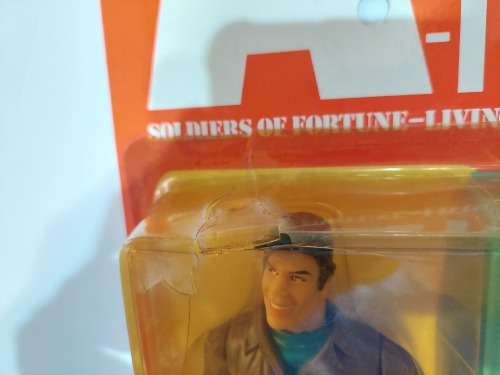 A-
SOLDIERS OF FORTUNE—LIVIN